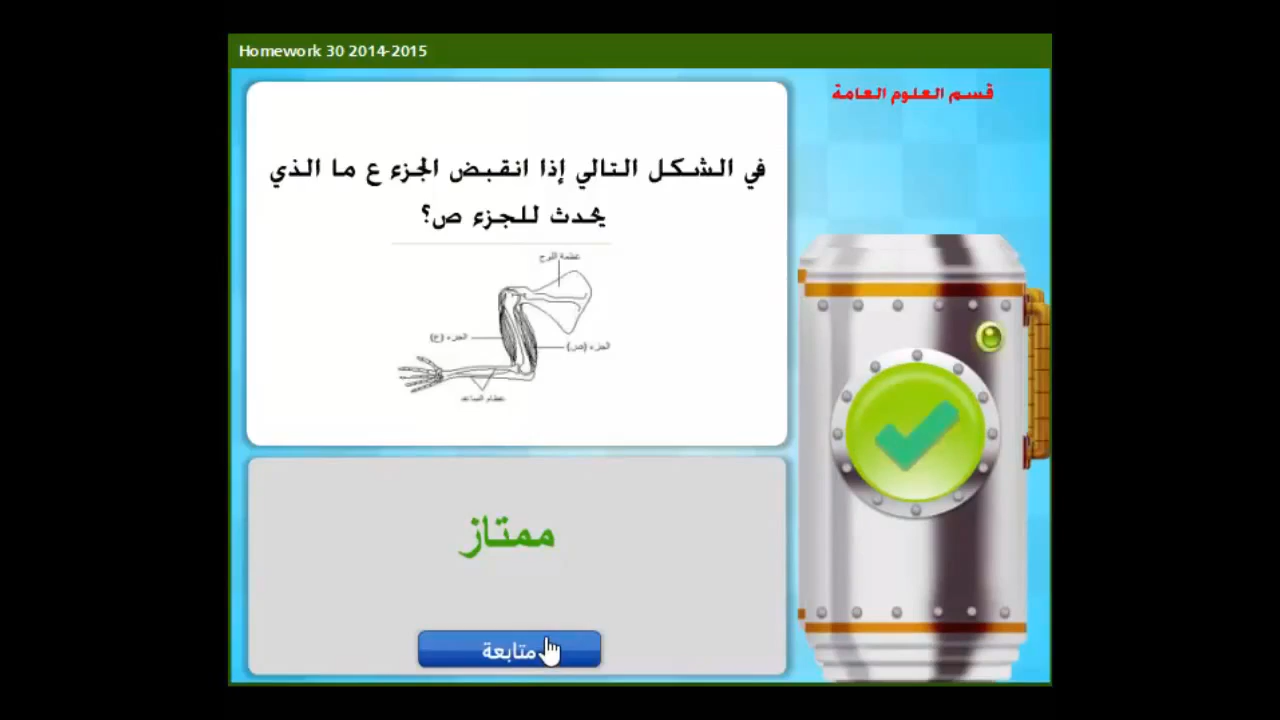 Homework 30 2014-2015
قسم العلوم العامة
في الشكل التالي إذا انقبض الجزء ع ما الذي
يحدث للجزء ص؟
عظمة اللوح
الجزء (ع)
الجزء (ص)
عظام الساعد
ممتاز
متابعة